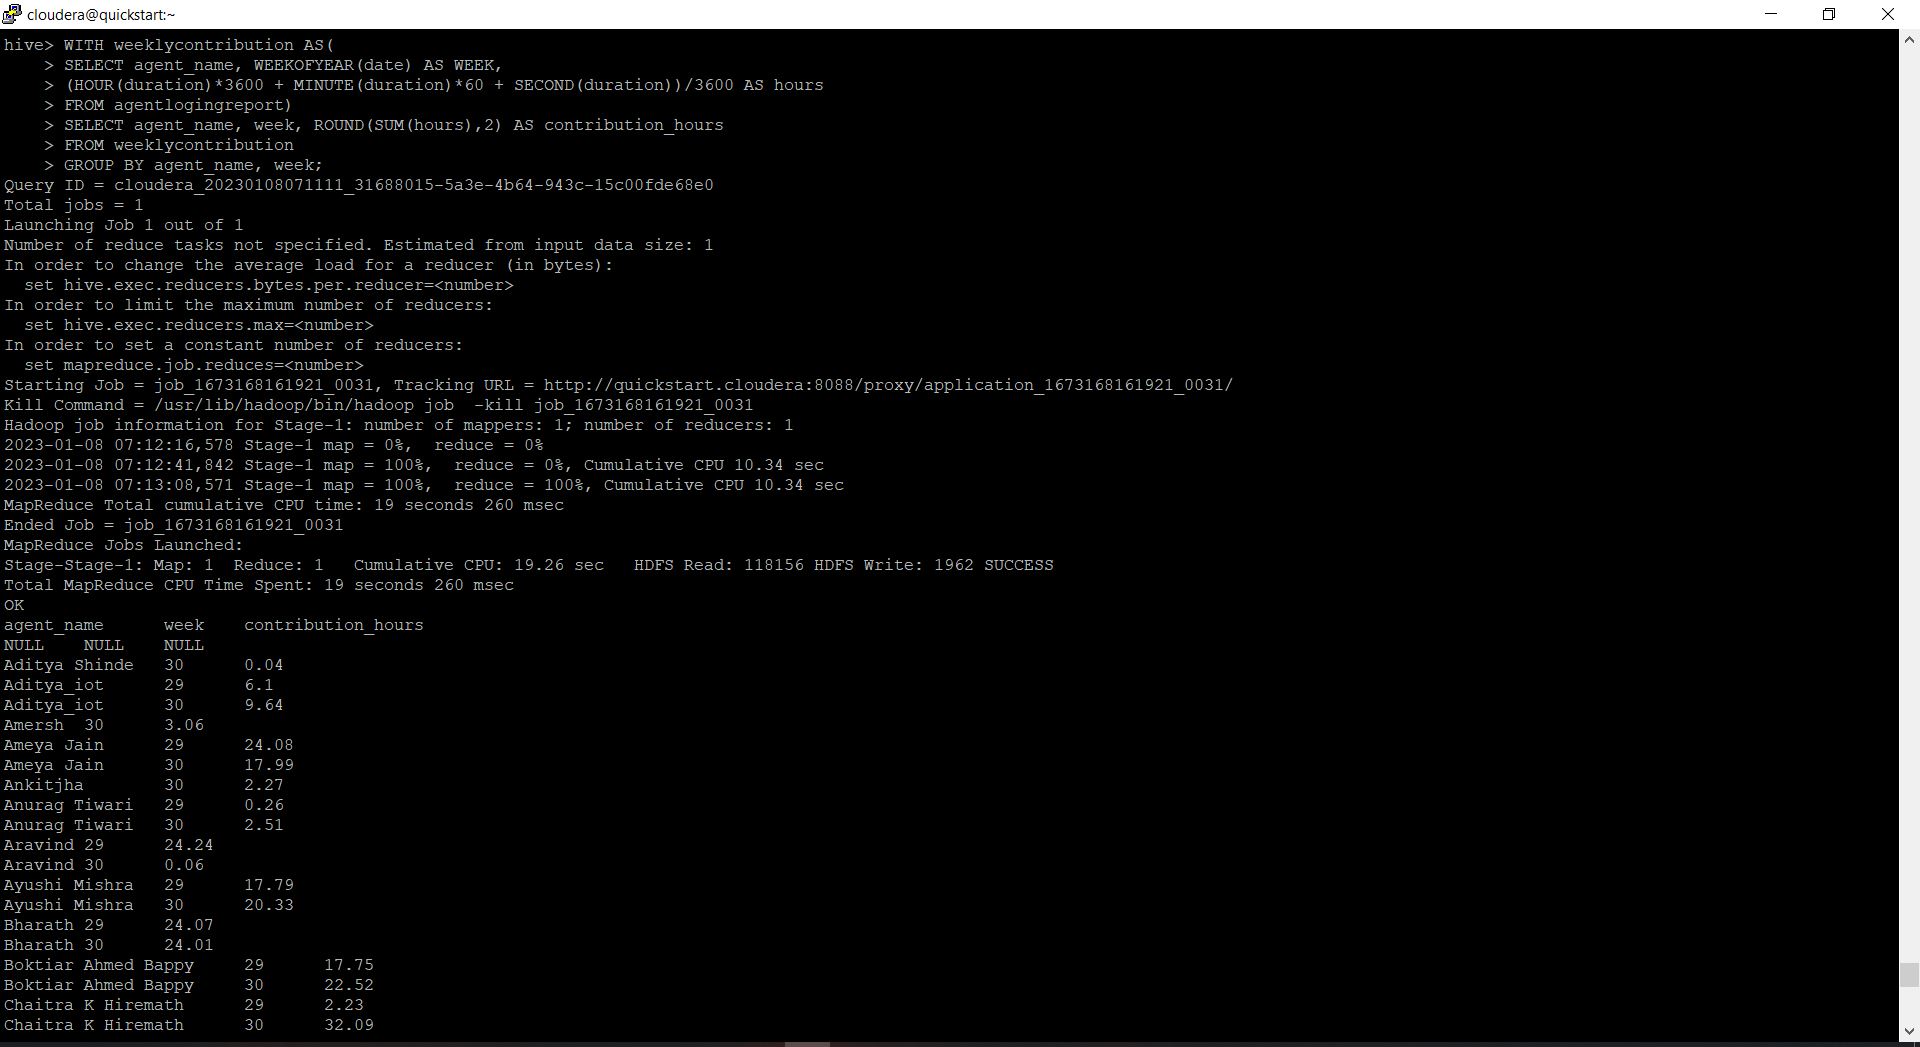 cloudera@quickstart:~
hive> WITH weeklycontribution AS(
    > SELECT agent_name, WEEKOFYEAR(date) AS WEEK,
    > (HOUR(duration)*3600 + MINUTE(duration)*60 + SECOND(duration))/3600 AS hours
    > FROM agentlogingreport)
    > SELECT agent_name, week, ROUND(SUM(hours),2) AS contribution_hours
    > FROM weeklycontribution
    > GROUP BY agent_name, week;
Query ID = cloudera_20230108071111_31688015-5a3e-4b64-943c-15c00fde68e0
Total jobs = 1
Launching Job 1 out of 1
Number of reduce tasks not specified. Estimated from input data size: 1
In order to change the average load for a reducer (in bytes):
  set hive.exec.reducers.bytes.per.reducer=<number>
In order to limit the maximum number of reducers:
  set hive.exec.reducers.max=<number>
In order to set a constant number of reducers:
  set mapreduce.job.reduces=<number>
Starting Job = job_1673168161921_0031, Tracking URL = http://quickstart.cloudera:8088/proxy/application_1673168161921_0031/
Kill Command = /usr/lib/hadoop/bin/hadoop job  -kill job_1673168161921_0031
Hadoop job information for Stage-1: number of mappers: 1; number of reducers: 1
2023-01-08 07:12:16,578 Stage-1 map = 0%,  reduce = 0%
2023-01-08 07:12:41,842 Stage-1 map = 100%,  reduce = 0%, Cumulative CPU 10.34 sec
2023-01-08 07:13:08,571 Stage-1 map = 100%,  reduce = 100%, Cumulative CPU 10.34 sec
MapReduce Total cumulative CPU time: 19 seconds 260 msec
Ended Job = job_1673168161921_0031
MapReduce Jobs Launched:
Stage-Stage-1: Map: 1  Reduce: 1   Cumulative CPU: 19.26 sec   HDFS Read: 118156 HDFS Write: 1962 SUCCESS
Total MapReduce CPU Time Spent: 19 seconds 260 msec
OK
agent_name      week    contribution_hours
NULL    NULL    NULL
Aditya Shinde   30      0.04
Aditya_iot      29      6.1
Aditya_iot      30      9.64
Amersh  30      3.06
Ameya Jain      29      24.08
Ameya Jain      30      17.99
Ankitjha        30      2.27
Anurag Tiwari   29      0.26
Anurag Tiwari   30      2.51
Aravind 29      24.24
Aravind 30      0.06
Ayushi Mishra   29      17.79
Ayushi Mishra   30      20.33
Bharath 29      24.07
Bharath 30      24.01
Boktiar Ahmed Bappy     29      17.75
Boktiar Ahmed Bappy     30      22.52
Chaitra K Hiremath      29      2.23
Chaitra K Hiremath      30      32.09